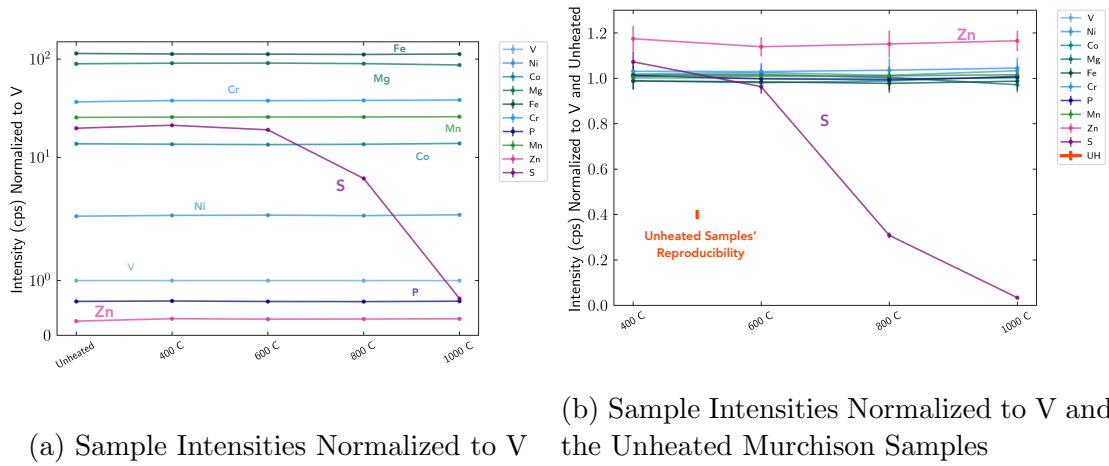 Intensity (cps) Normalized to V
10²
10¹
10⁰
0
Fe
Mg
Cr
Mn
S
Co
Ni
V
P
Zn
Unheated
400 C
600 C
800 C
1000 C
V
Ni
Co
Mg
Fe
Cr
P
Mn
Zn
S
(a) Sample Intensities Normalized to V
Intensity (cps) Normalized to V and Unheated
1.2
1.0
0.8
0.6
0.4
0.2
0.0
Zn
S
Unheated Samples'
Reproducibility
400 C
600 C
800 C
1000 C
V
Ni
Co
Mg
Fe
Cr
P
Mn
Zn
S
UH
(b) Sample Intensities Normalized to V and
the Unheated Murchison Samples